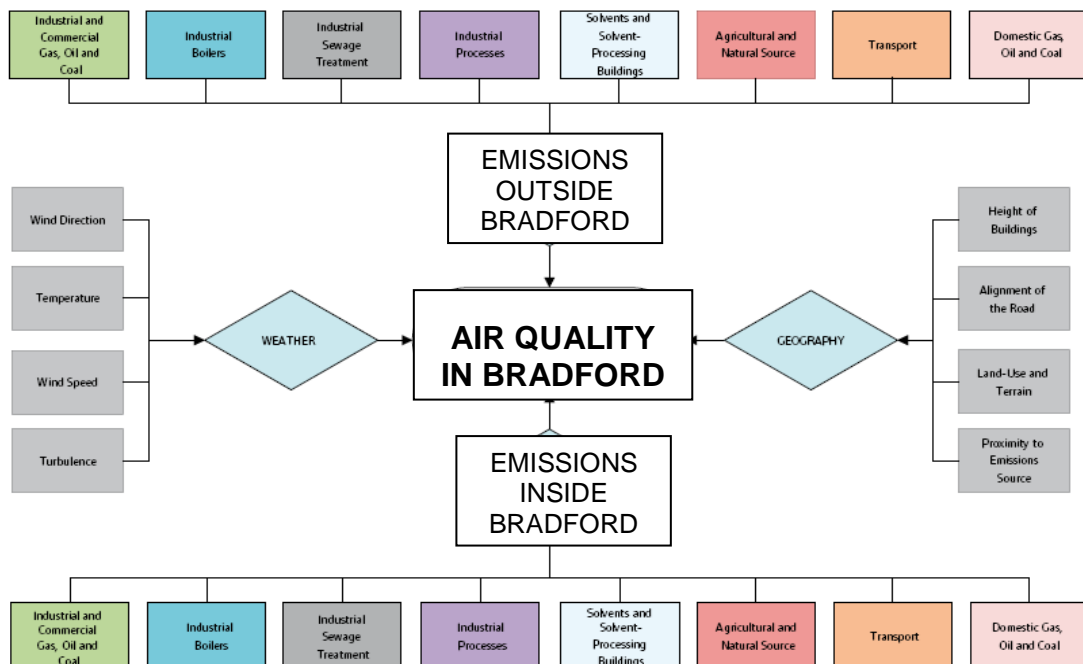 Industrial and
Commercial
Gas, Oil and
Coal
Industrial
Boilers
Industrial
Sewage
Treatment
Industrial
Processes
Solvents and
Solvent-
Processing
Buildings
Agricultural and
Natural Source
Transport
Domestic Gas,
Oil and Coal
EMISSIONS
OUTSIDE
BRADFORD
Wind Direction
Temperature
Wind Speed
Turbulence
WEATHER
AIR QUALITY
IN BRADFORD
GEOGRAPHY
Height of
Buildings
Alignment of
the Road
Land-Use and
Terrain
Proximity to
Emissions
Source
EMISSIONS
INSIDE
BRADFORD
Industrial and
Commercial
Gas, Oil and
Coal
Industrial
Boilers
Industrial
Sewage
Treatment
Industrial
Processes
Solvents and
Solvent-
Processing
Buildings
Agricultural and
Natural Source
Transport
Domestic Gas,
Oil and Coal